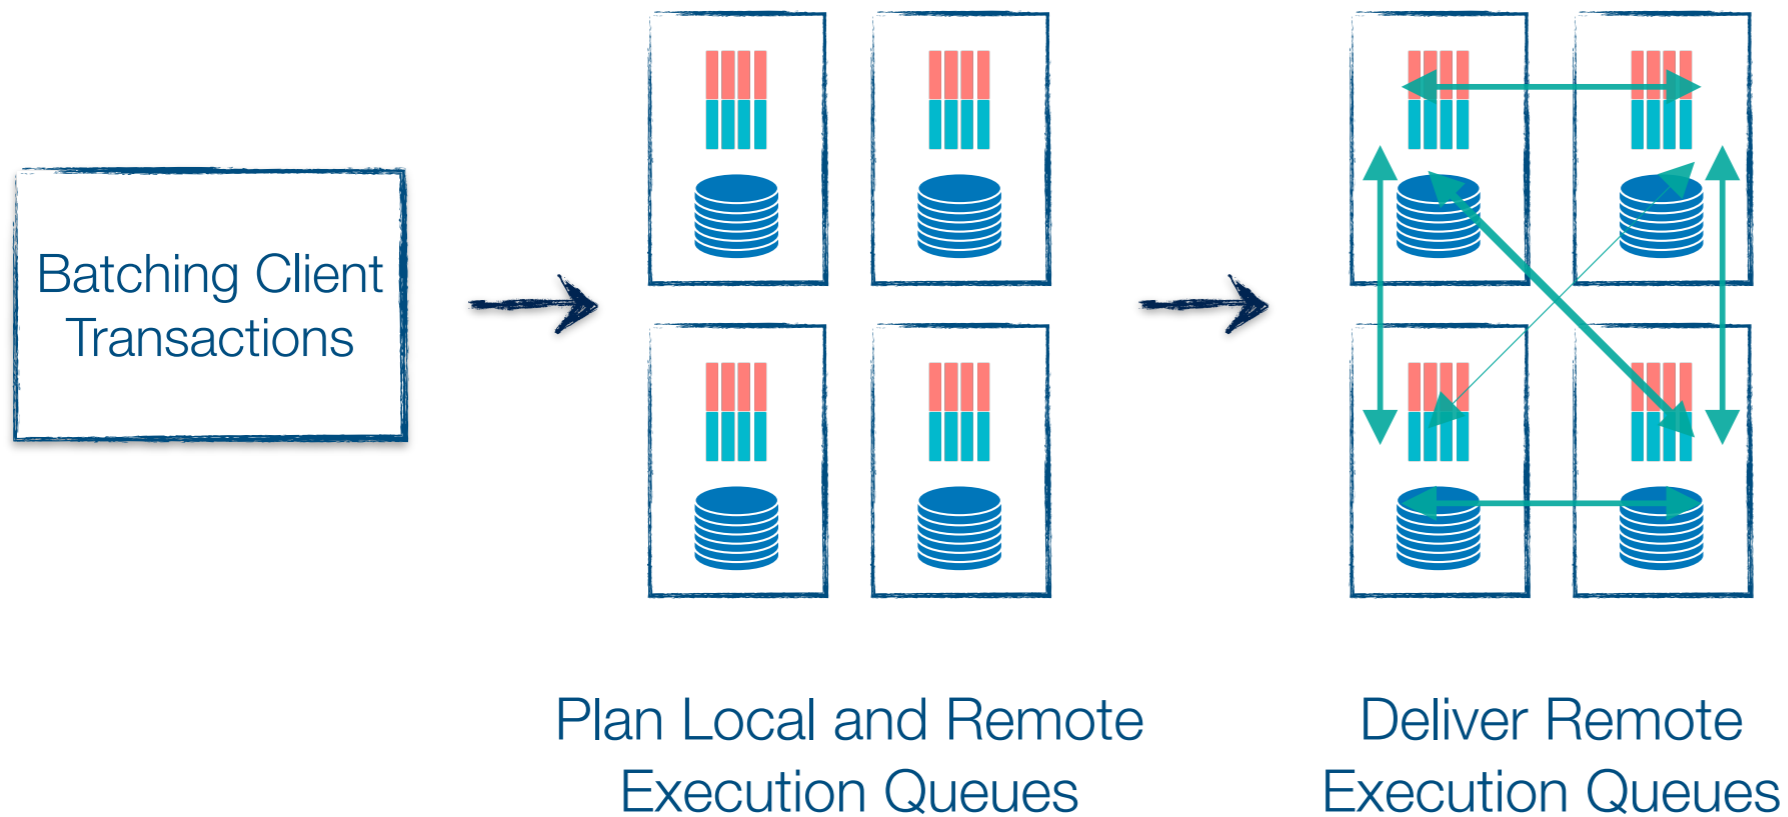 Batching Client
Transactions
Plan Local and Remote
Execution Queues
Deliver Remote
Execution Queues